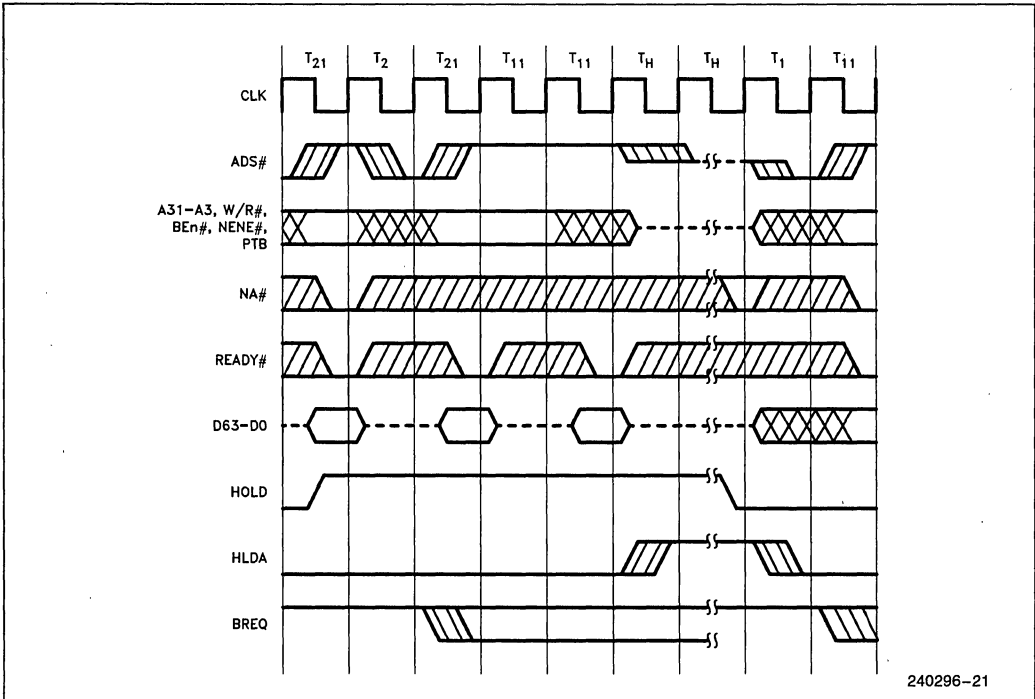 T21 T2 T21 T11 T11 TH TH T1 T11
CLK
ADS#
A31–A3, W/R#,
BEn#, NENE#,
PTB
NA#
READY#
D63–D0
HOLD
HLDA
BREQ
240296–21